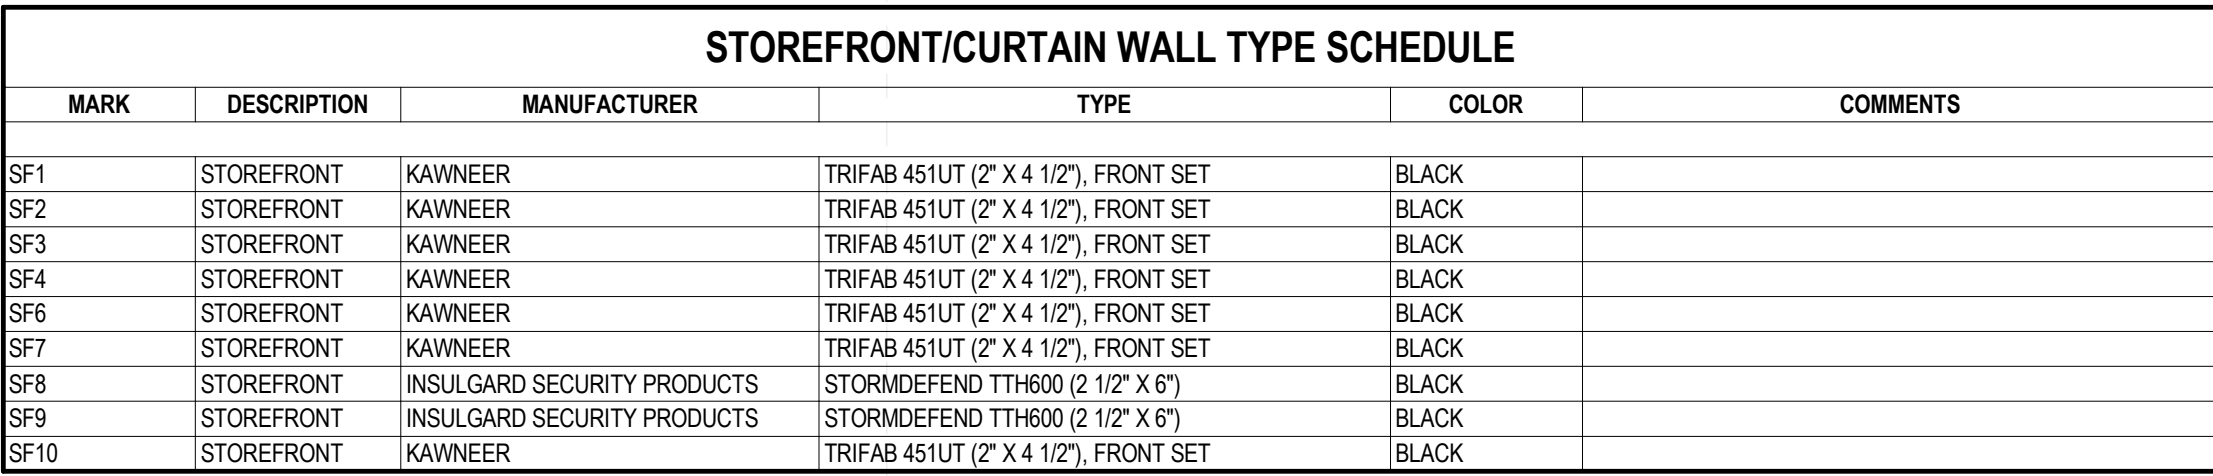 STOREFRONT/CURTAIN WALL TYPE SCHEDULE
MARK DESCRIPTION MANUFACTURER TYPE COLOR COMMENTS
SF1 STOREFRONT KAWNEER TRIFAB 451UT (2" X 4 1/2"), FRONT SET BLACK
SF2 STOREFRONT KAWNEER TRIFAB 451UT (2" X 4 1/2"), FRONT SET BLACK
SF3 STOREFRONT KAWNEER TRIFAB 451UT (2" X 4 1/2"), FRONT SET BLACK
SF4 STOREFRONT KAWNEER TRIFAB 451UT (2" X 4 1/2"), FRONT SET BLACK
SF6 STOREFRONT KAWNEER TRIFAB 451UT (2" X 4 1/2"), FRONT SET BLACK
SF7 STOREFRONT KAWNEER TRIFAB 451UT (2" X 4 1/2"), FRONT SET BLACK
SF8 STOREFRONT INSULGARD SECURITY PRODUCTS STORMDEFEND TTH600 (2 1/2" X 6") BLACK
SF9 STOREFRONT INSULGARD SECURITY PRODUCTS STORMDEFEND TTH600 (2 1/2" X 6") BLACK
SF10 STOREFRONT KAWNEER TRIFAB 451UT (2" X 4 1/2"), FRONT SET BLACK